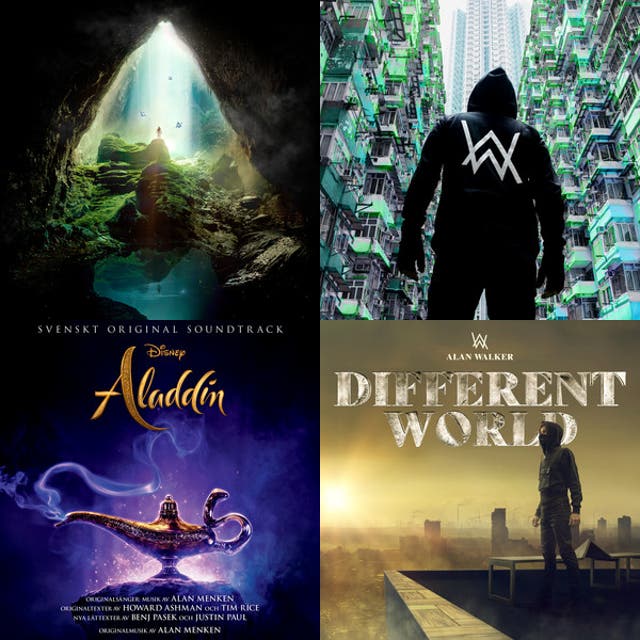 SVENSKT ORIGINAL SOUNDTRACK
Disney
Aladdin
ORIGINALSÅNGER: MUSIK AV ALAN MENKEN
ORIGINALTEXTER AV HOWARD ASHMAN OCH TIM RICE
NYA LÅTTEXTER AV BENJ PASEK OCH JUSTIN PAUL
ORIGINALMUSIK AV ALAN MENKEN
ALAN WALKER
DIFFERENT
WORLD